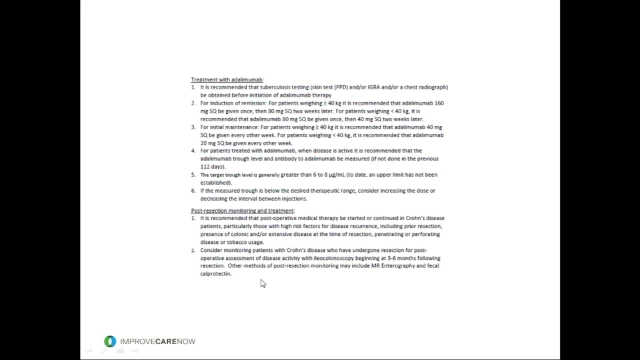 Treatment with adalimumab:
1. It is recommended that tuberculosis testing (skin test (PPD) and/or IGRA and/or a chest radiograph)
be obtained before initiation of adalimumab therapy.
2. For induction of remission: For patients weighing ≥ 40 kg it is recommended that adalimumab 160
mg SQ be given once, then 80 mg SQ two weeks later. For patients weighing < 40 kg, it is
recommended that adalimumab 80 mg SQ be given once, then 40 mg SQ two weeks later.
3. For initial maintenance: For patients weighing ≥ 40 kg it is recommended that adalimumab 40 mg
SQ be given every other week. For patients weighing < 40 kg, it is recommended that adalimumab
20 mg SQ be given every other week.
4. For patients treated with adalimumab, when disease is active it is recommended that the
adalimumab trough level and antibody to adalimumab be measured (if not done in the previous
112 days).
5. The target trough level is generally greater than 6 to 8 µg/mL (to date, an upper limit has not been
established).
6. If the measured trough is below the desired therapeutic range, consider increasing the dose or
decreasing the interval between injections.
Post-resection monitoring and treatment:
1. It is recommended that post-operative medical therapy be started or continued in Crohn's disease
patients, particularly those with high risk factors for disease recurrence, including prior resection,
presence of colonic and/or extensive disease at the time of resection, penetrating or perforating
disease or tobacco usage.
2. Consider monitoring patients with Crohn's disease who have undergone resection for post-
operative assessment of disease activity with ileocolonoscopy beginning at 3-6 months following
resection. Other methods of post-resection monitoring may include MR Enterography and fecal
calprotectin.
IMPROVECARENOW